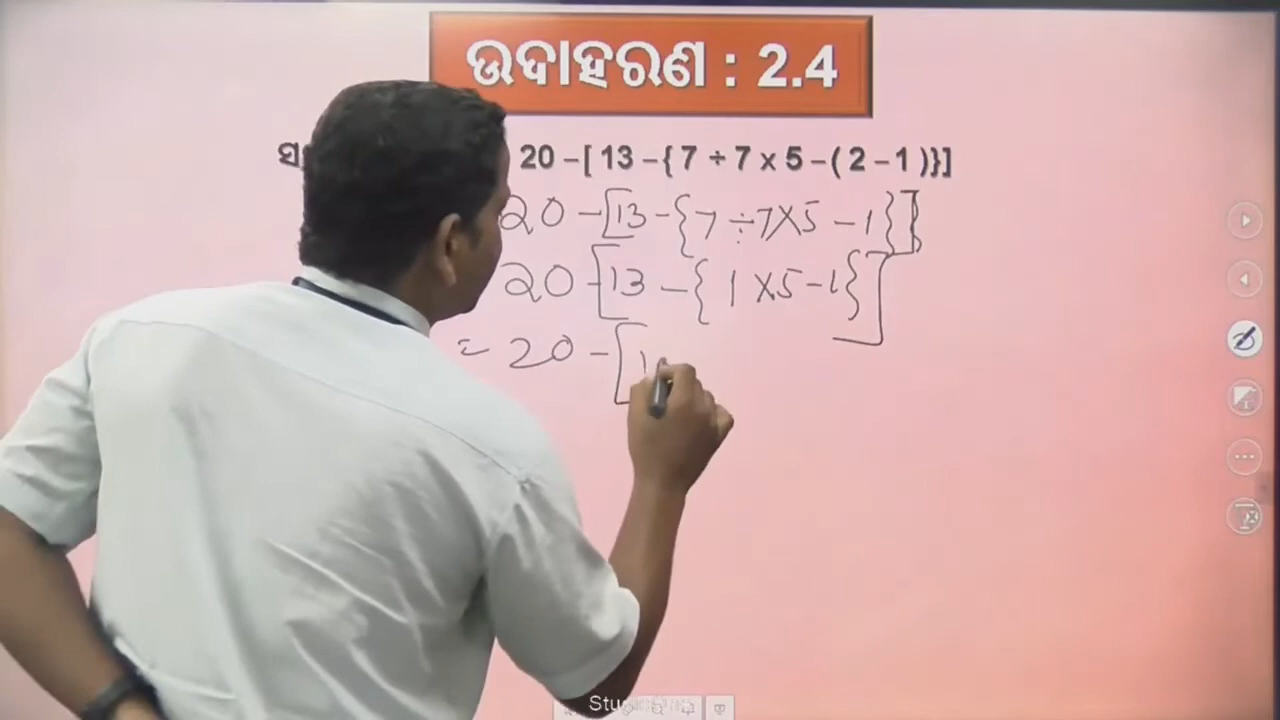 ଉଦାହରଣ : 2.4
20 – [ 13 – { 7 ÷ 7 x 5 – ( 2 – 1 )}]
20 – [13 – {7 ÷ 7 × 5 – 1}]
20 – [13 – {1 × 5 – 1}]
= 20 – [1